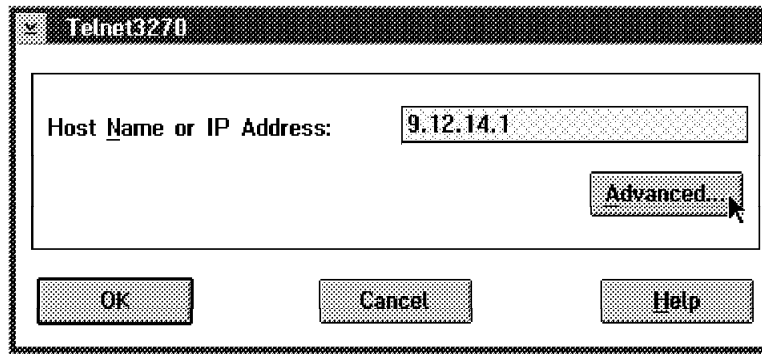 Telnet3270
Host Name or IP Address: 9.12.14.1
Advanced...
OK Cancel Help